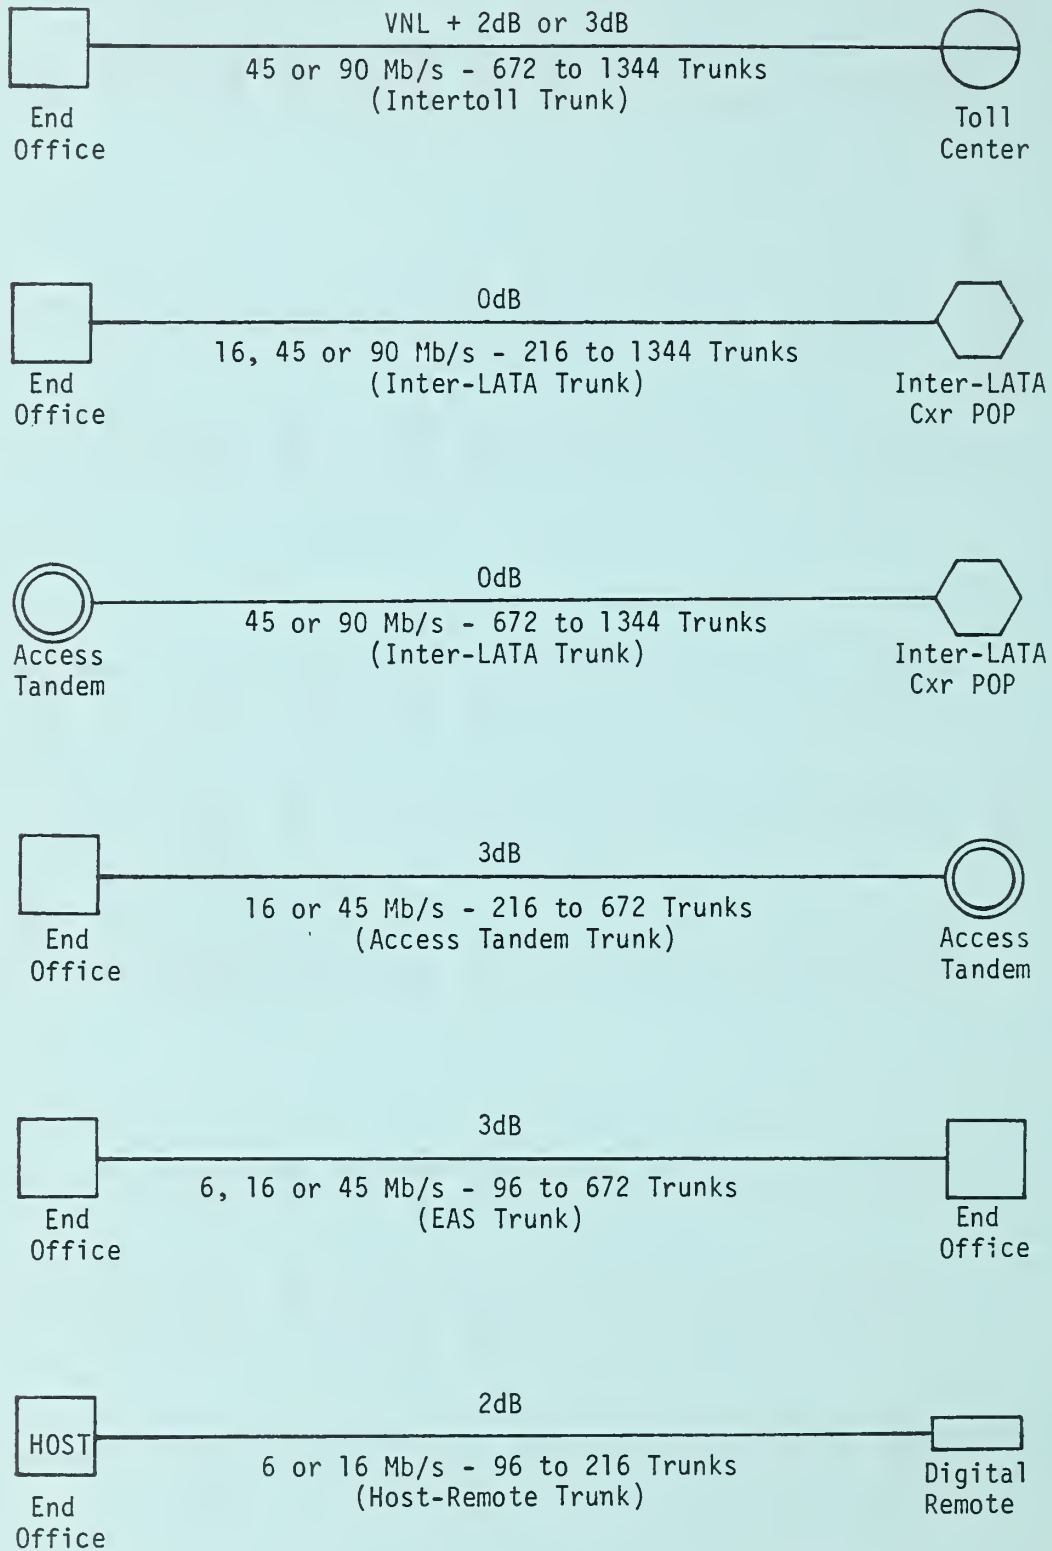 VNL + 2dB or 3dB
45 or 90 Mb/s - 672 to 1344 Trunks
(Intertoll Trunk)
End
Office
Toll
Center
0dB
16, 45 or 90 Mb/s - 216 to 1344 Trunks
(Inter-LATA Trunk)
End
Office
Inter-LATA
Cxr POP
0dB
45 or 90 Mb/s - 672 to 1344 Trunks
(Inter-LATA Trunk)
Access
Tandem
Inter-LATA
Cxr POP
3dB
16 or 45 Mb/s - 216 to 672 Trunks
(Access Tandem Trunk)
End
Office
Access
Tandem
3dB
6, 16 or 45 Mb/s - 96 to 672 Trunks
(EAS Trunk)
End
Office
End
Office
2dB
HOST
6 or 16 Mb/s - 96 to 216 Trunks
(Host-Remote Trunk)
End
Office
Digital
Remote